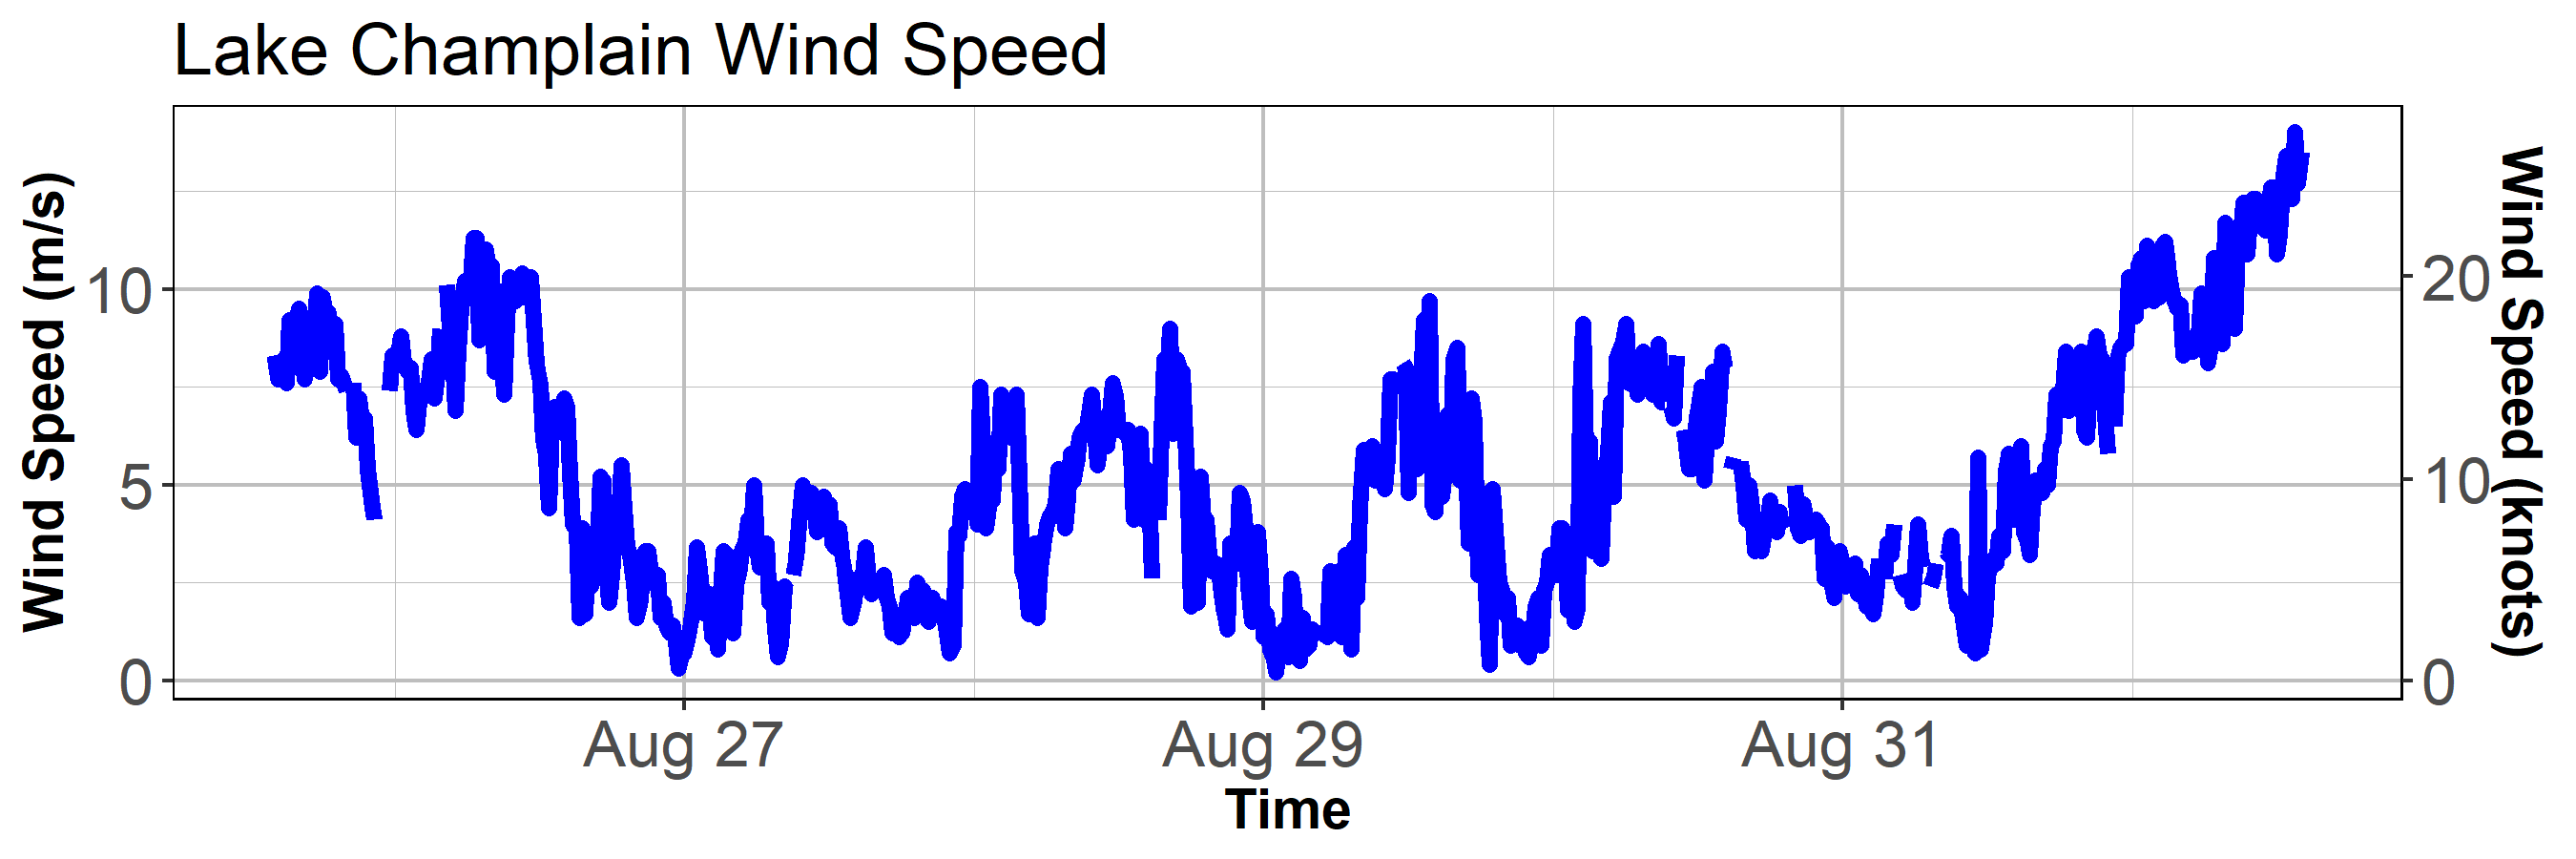 Lake Champlain Wind Speed
Wind Speed (m/s)
10
5
0
20
10
0
Wind Speed (knots)
Aug 27
Aug 29
Aug 31
Time